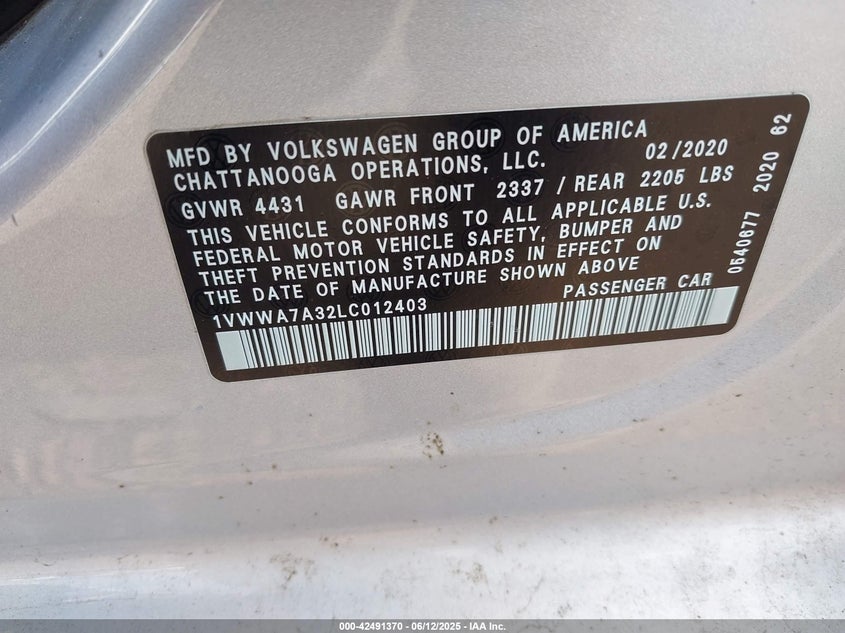 MFD BY VOLKSWAGEN GROUP OF AMERICA
CHATTANOOGA OPERATIONS, LLC. 02/2020
GVWR 4431 GAWR FRONT 2337 / REAR 2205 LBS
THIS VEHICLE CONFORMS TO ALL APPLICABLE U.S.
FEDERAL MOTOR VEHICLE SAFETY, BUMPER AND
THEFT PREVENTION STANDARDS IN EFFECT ON
THE DATE OF MANUFACTURE SHOWN ABOVE
1VWWA7A32LC012403 PASSENGER CAR
0540677 2020 62
000-42491370 - 06/12/2025 - IAA Inc.